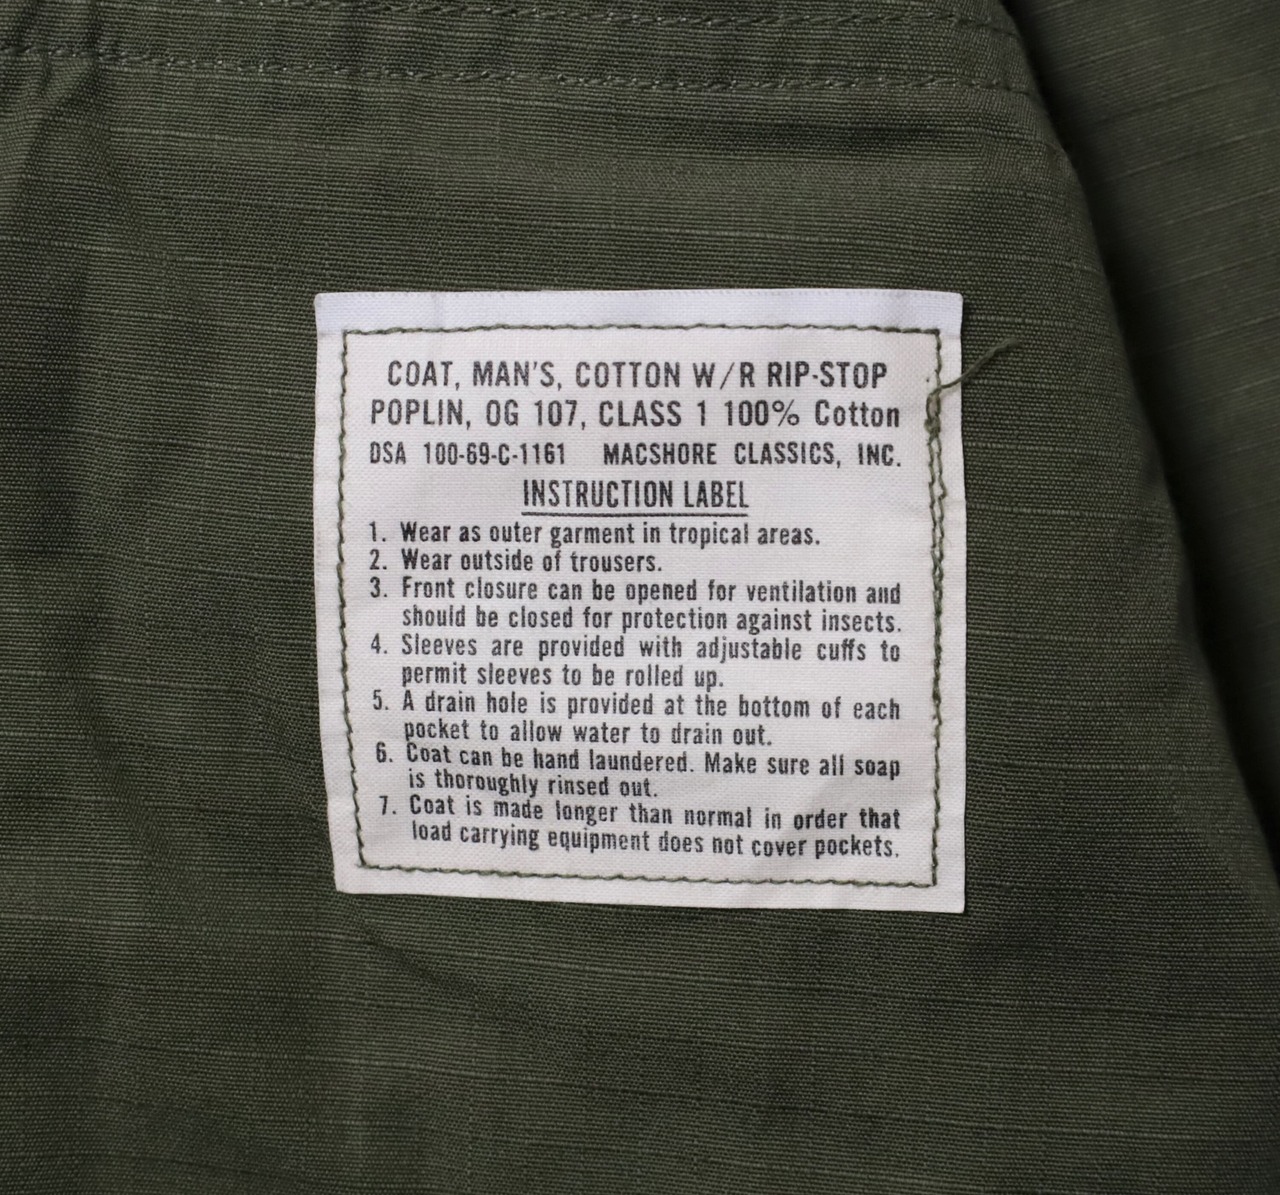 COAT, MAN'S, COTTON W/R RIP-STOP
POPLIN, OG 107, CLASS 1 100% Cotton
DSA 100-69-C-1161 MACSHORE CLASSICS, INC.
INSTRUCTION LABEL
1. Wear as outer garment in tropical areas.
2. Wear outside of trousers.
3. Front closure can be opened for ventilation and
should be closed for protection against insects.
4. Sleeves are provided with adjustable cuffs to
permit sleeves to be rolled up.
5. A drain hole is provided at the bottom of each
pocket to allow water to drain out.
6. Coat can be hand laundered. Make sure all soap
is thoroughly rinsed out.
7. Coat is made longer than normal in order that
load carrying equipment does not cover pockets.